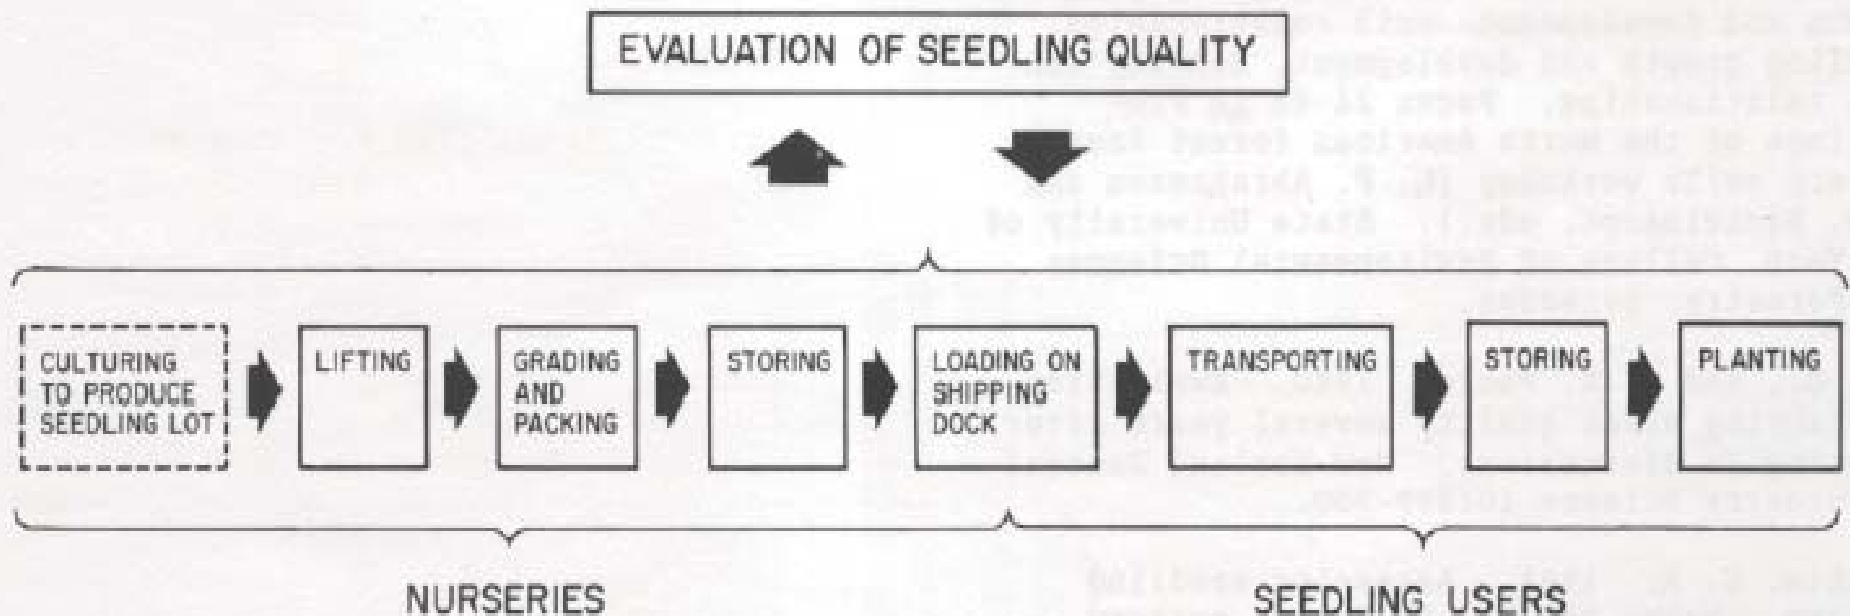 EVALUATION OF SEEDLING QUALITY
CULTURING
TO PRODUCE
SEEDLING LOT
LIFTING
GRADING
AND
PACKING
STORING
LOADING ON
SHIPPING
DOCK
TRANSPORTING
STORING
PLANTING
NURSERIES
SEEDLING USERS